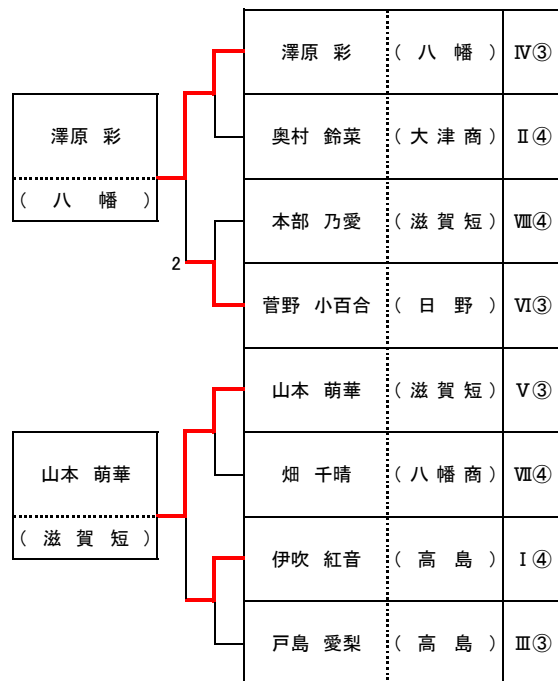 澤原 彩 ( 八 幡 ) Ⅳ③
奥村 鈴菜 ( 大 津 商 ) Ⅱ④
本部 乃愛 ( 滋 賀 短 ) Ⅷ④
菅野 小百合 ( 日 野 ) Ⅵ③
山本 萌華 ( 滋 賀 短 ) Ⅴ③
畑 千晴 ( 八 幡 商 ) Ⅶ④
伊吹 紅音 ( 高 島 ) Ⅰ④
戸島 愛梨 ( 高 島 ) Ⅲ③
澤原 彩
( 八 幡 )
2
山本 萌華
( 滋 賀 短 )